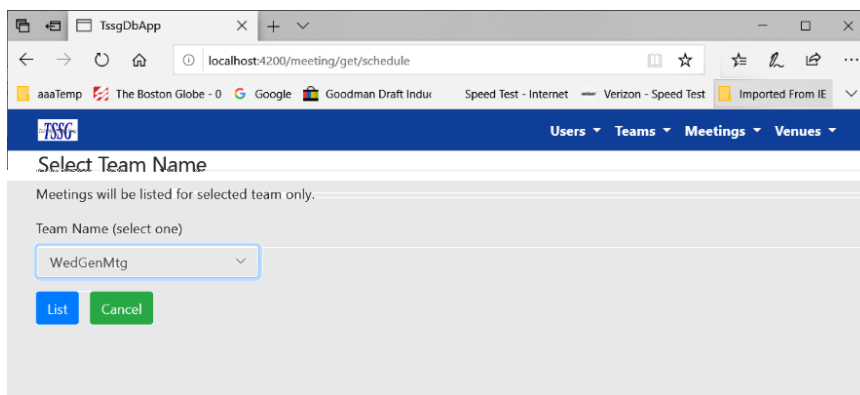 TssgDbApp
localhost:4200/meeting/get/schedule
aaaTemp The Boston Globe - 0 Google Goodman Draft Induc Speed Test - Internet Verizon - Speed Test Imported From IE
TSSG Users Teams Meetings Venues
Select Team Name
Meetings will be listed for selected team only.
Team Name (select one)
WedGenMtg
List Cancel